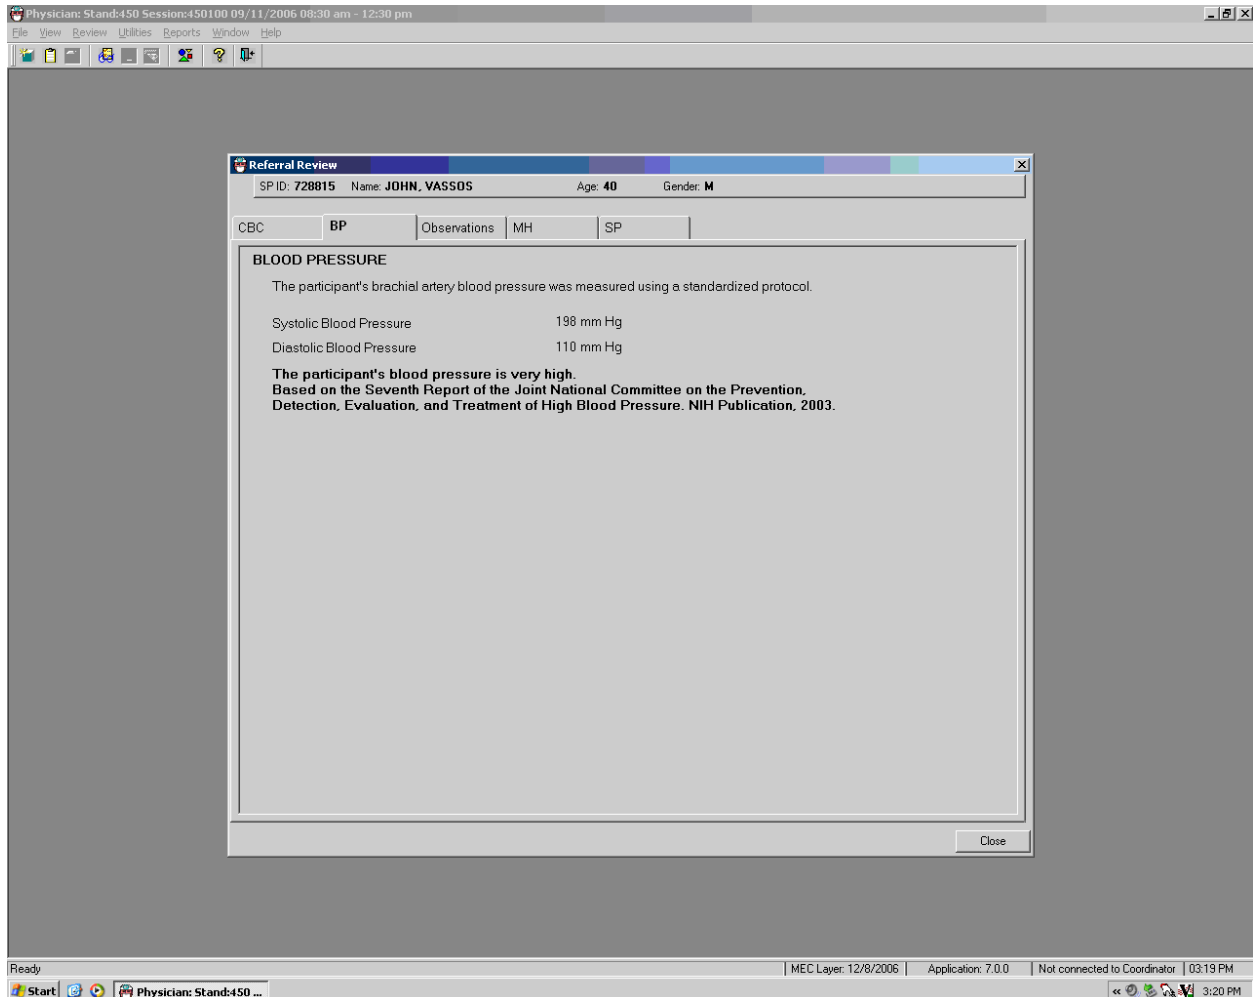 Physician: Stand:450 Session:450100 09/11/2006 08:30 am - 12:30 pm
File View Review Utilities Reports Window Help
Referral Review
SP ID: 728815 Name: JOHN, VASSOS Age: 40 Gender: M
CBC BP Observations MH SP
BLOOD PRESSURE
The participant's brachial artery blood pressure was measured using a standardized protocol.
Systolic Blood Pressure 198 mm Hg
Diastolic Blood Pressure 110 mm Hg
The participant's blood pressure is very high.
Based on the Seventh Report of the Joint National Committee on the Prevention,
Detection, Evaluation, and Treatment of High Blood Pressure. NIH Publication, 2003.
Close
Ready MEC Layer: 12/8/2006 Application: 7.0.0 Not connected to Coordinator 03:19 PM
Start Physician: Stand:450 ... « 3:20 PM